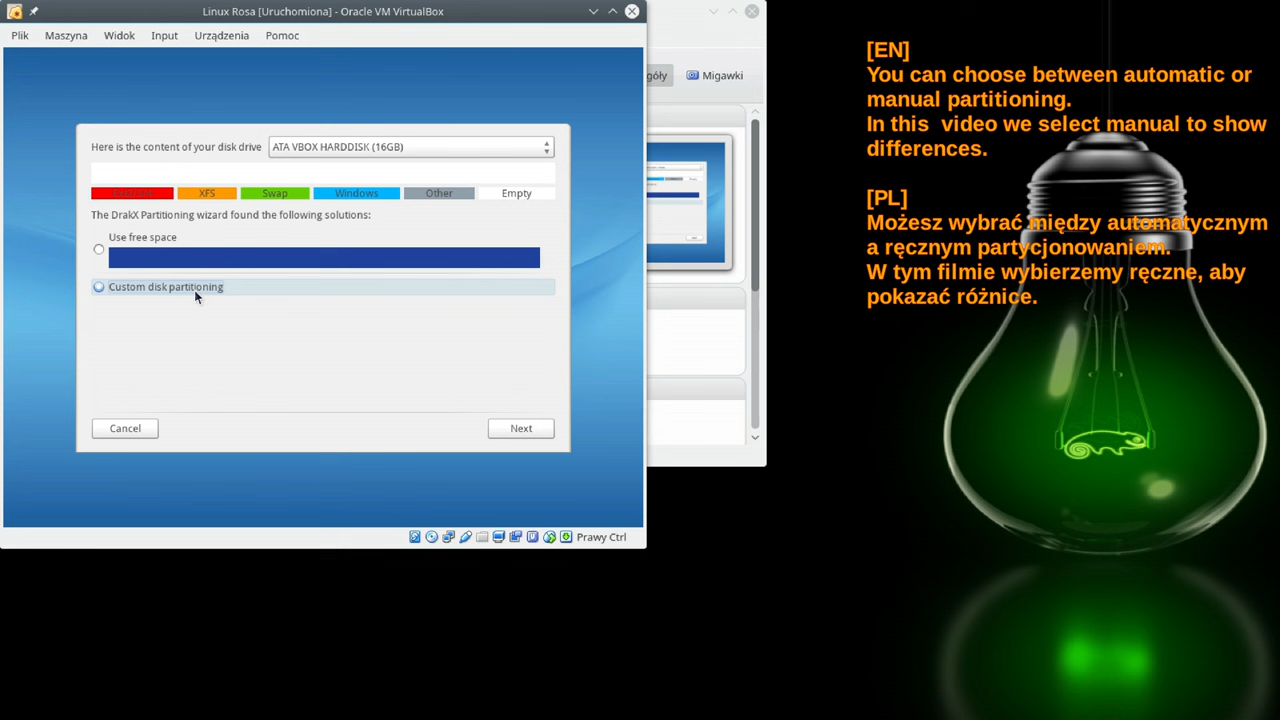 Linux Rosa [Uruchomiona] - Oracle VM VirtualBox
Plik Maszyna Widok Input Urządzenia Pomoc
góły Migawki
Here is the content of your disk drive ATA VBOX HARDDISK (16GB)
XFS Swap Windows Other Empty
The DrakX Partitioning wizard found the following solutions:
Use free space
Custom disk partitioning
Cancel Next
Prawy Ctrl
[EN]
You can choose between automatic or
manual partitioning.
In this video we select manual to show
differences.
[PL]
Możesz wybrać między automatycznym
a ręcznym partycjonowaniem.
W tym filmie wybierzemy ręczne, aby
pokazać różnice.